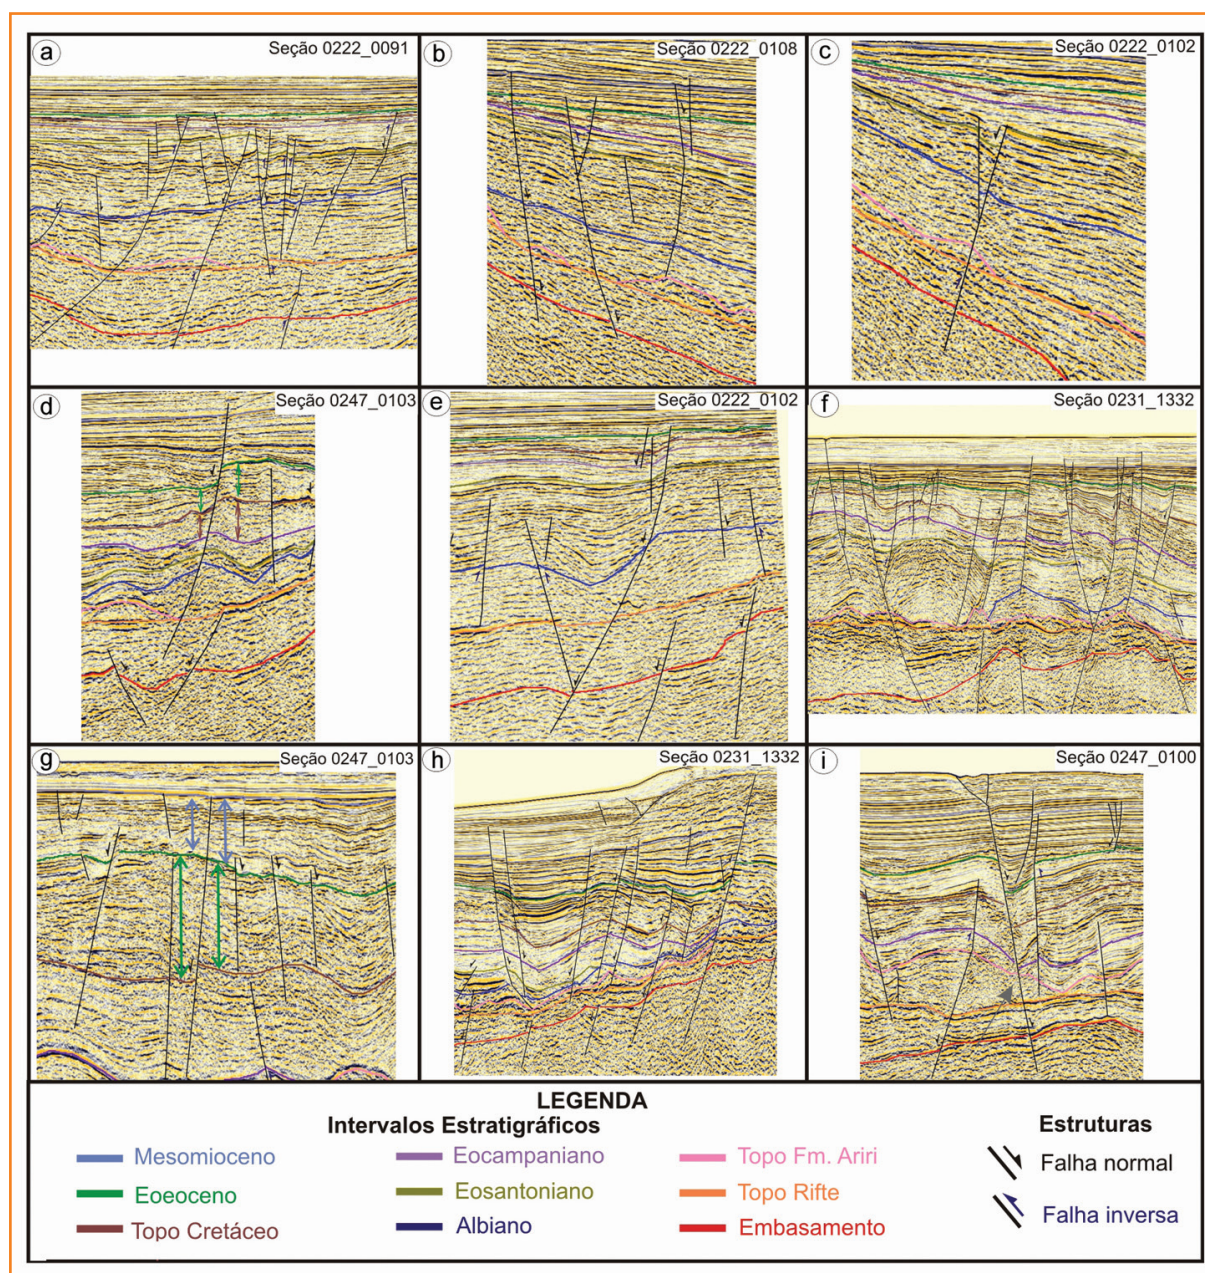 a
Seção 0222_0091
b
Seção 0222_0108
c
Seção 0222_0102
d
Seção 0247_0103
e
Seção 0222_0102
f
Seção 0231_1332
g
Seção 0247_0103
h
Seção 0231_1332
i
Seção 0247_0100
LEGENDA
Intervalos Estratigráficos
Mesomioceno
Eoeoceno
Topo Cretáceo
Eocampaniano
Eosantoniano
Albiano
Topo Fm. Ariri
Topo Rifte
Embasamento
Estruturas
Falha normal
Falha inversa